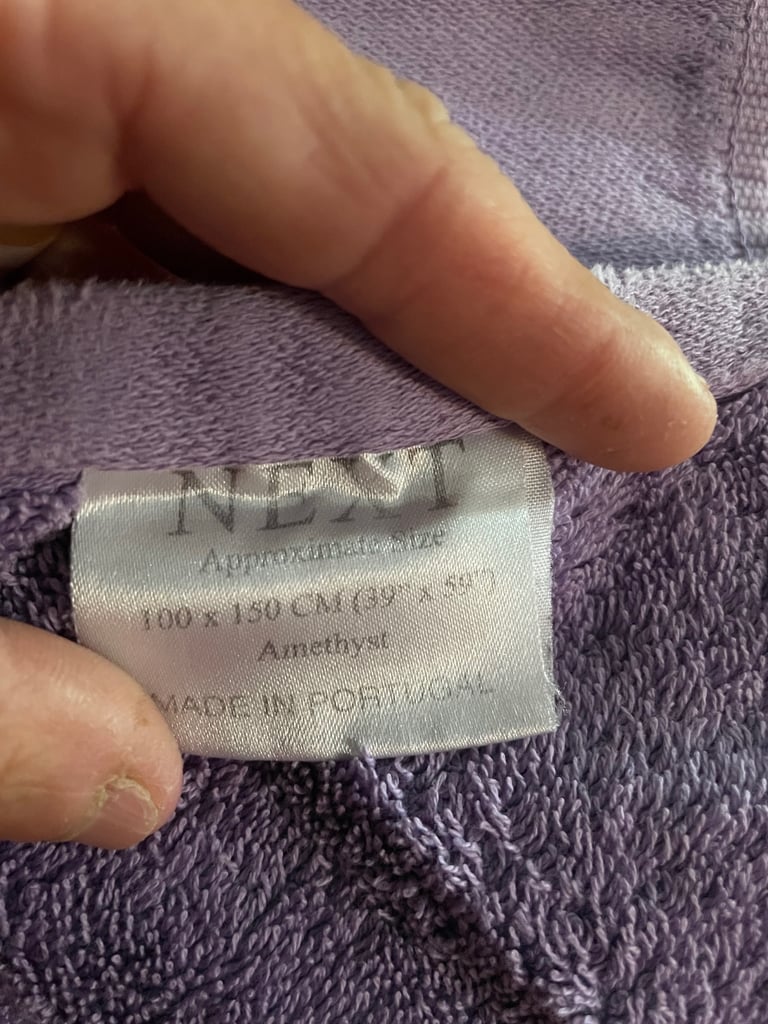 NEXT
Approximate Size
100 x 150 CM (39" x 59")
Amethyst
MADE IN PORTUGAL